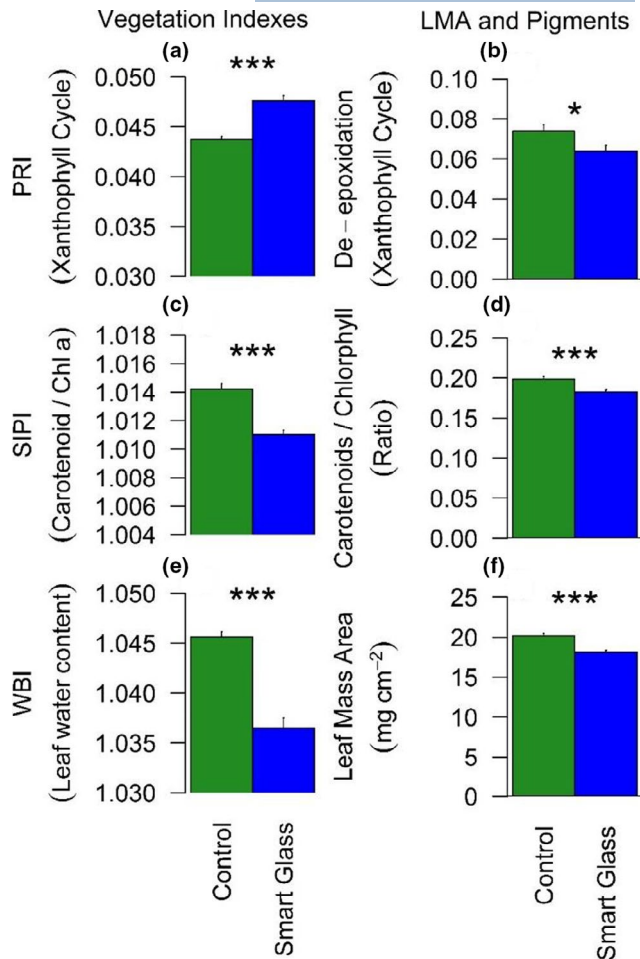 Vegetation Indexes
LMA and Pigments
(a)
PRI
(Xanthophyll Cycle)
0.050
0.045
0.040
0.035
0.030
***
(b)
De – epoxidation
(Xanthophyll Cycle)
0.10
0.08
0.06
0.04
0.02
0.00
*
(c)
SIPI
(Carotenoid / Chl a)
1.018
1.016
1.014
1.012
1.010
1.008
1.006
1.004
***
(d)
Carotenoids / Chlorphyll
(Ratio)
0.25
0.20
0.15
0.10
0.05
0.00
***
(e)
WBI
(Leaf water content)
1.050
1.045
1.040
1.035
1.030
***
(f)
Leaf Mass Area
(mg cm⁻²)
25
20
15
10
5
0
***
Control
Smart Glass
Control
Smart Glass